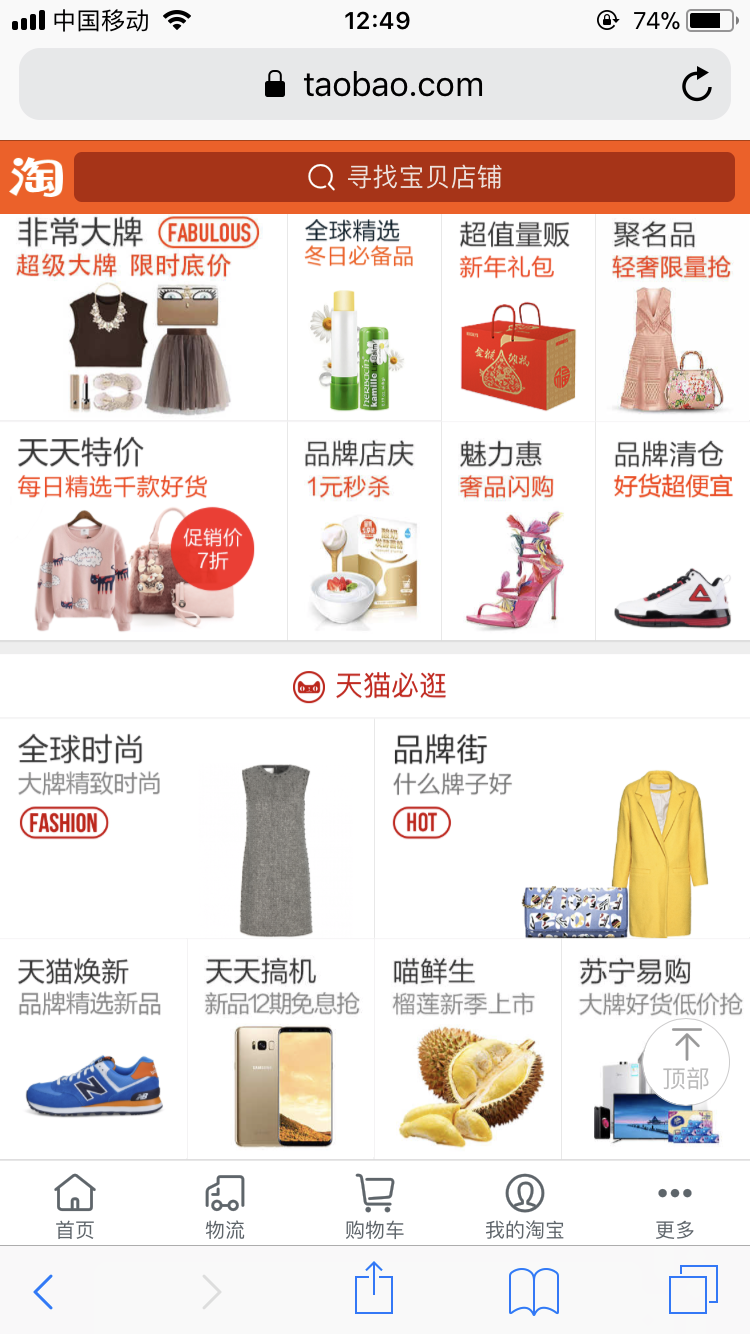 中国移动
12:49
74%
taobao.com
淘
寻找宝贝店铺
非常大牌 FABULOUS
超级大牌 限时底价
全球精选
冬日必备品
超值量贩
新年礼包
聚名品
轻奢限量抢
herbacin
kamille
天天特价
每日精选千款好货
促销价
7折
品牌店庆
1元秒杀
魅力惠
奢品闪购
品牌清仓
好货超便宜
天猫必逛
全球时尚
大牌精致时尚
FASHION
品牌街
什么牌子好
HOT
天猫焕新
品牌精选新品
天天搞机
新品12期免息抢
喵鲜生
榴莲新季上市
苏宁易购
大牌好货低价抢
N
NB
SAMSUNG
顶部
首页
物流
购物车
我的淘宝
更多